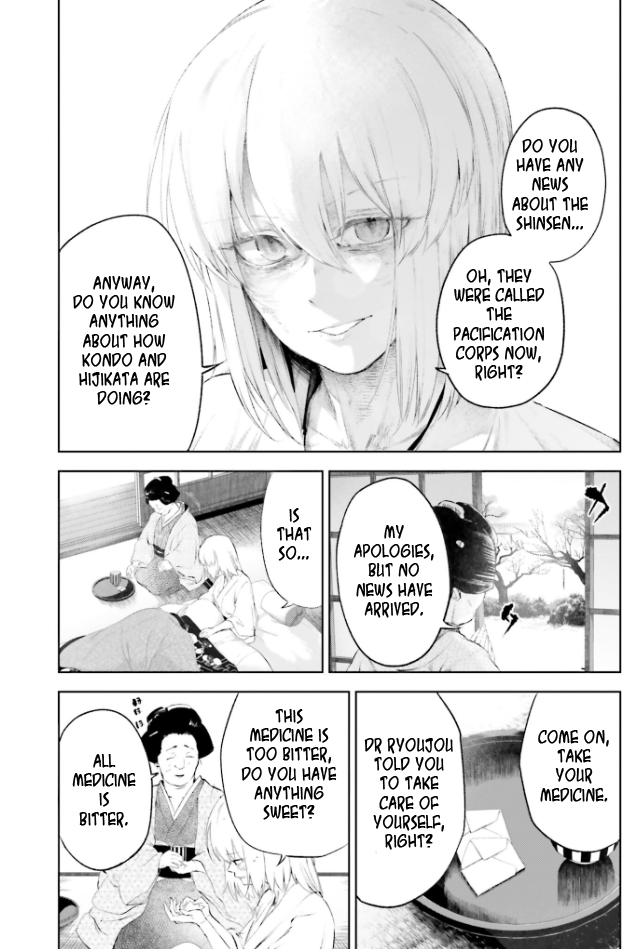 DO YOU
HAVE ANY
NEWS
ABOUT THE
SHINSEN...
OH, THEY
WERE CALLED
THE
PACIFICATION
CORPS NOW,
RIGHT?
ANYWAY,
DO YOU KNOW
ANYTHING
ABOUT HOW
KONDO AND
HIJIKATA ARE
DOING?
MY
APOLOGIES,
BUT NO
NEWS HAVE
ARRIVED.
IS
THAT
SO...
COME ON,
TAKE
YOUR
MEDICINE.
DR RYOUJOU
TOLD YOU
TO TAKE
CARE OF
YOURSELF,
RIGHT?
THIS
MEDICINE IS
TOO BITTER,
DO YOU HAVE
ANYTHING
SWEET?
ALL
MEDICINE
IS
BITTER.